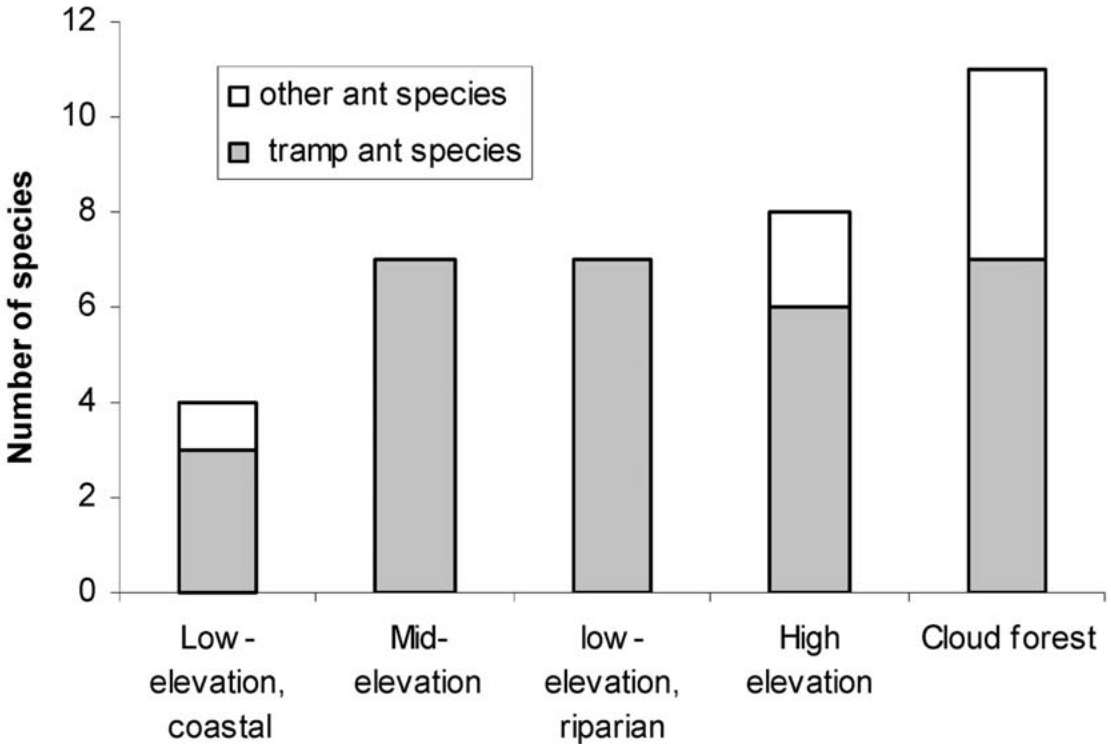 Number of species
12
10
8
6
4
2
0
other ant species
tramp ant species
Low-
elevation,
coastal
Mid-
elevation
low-
elevation,
riparian
High
elevation
Cloud forest